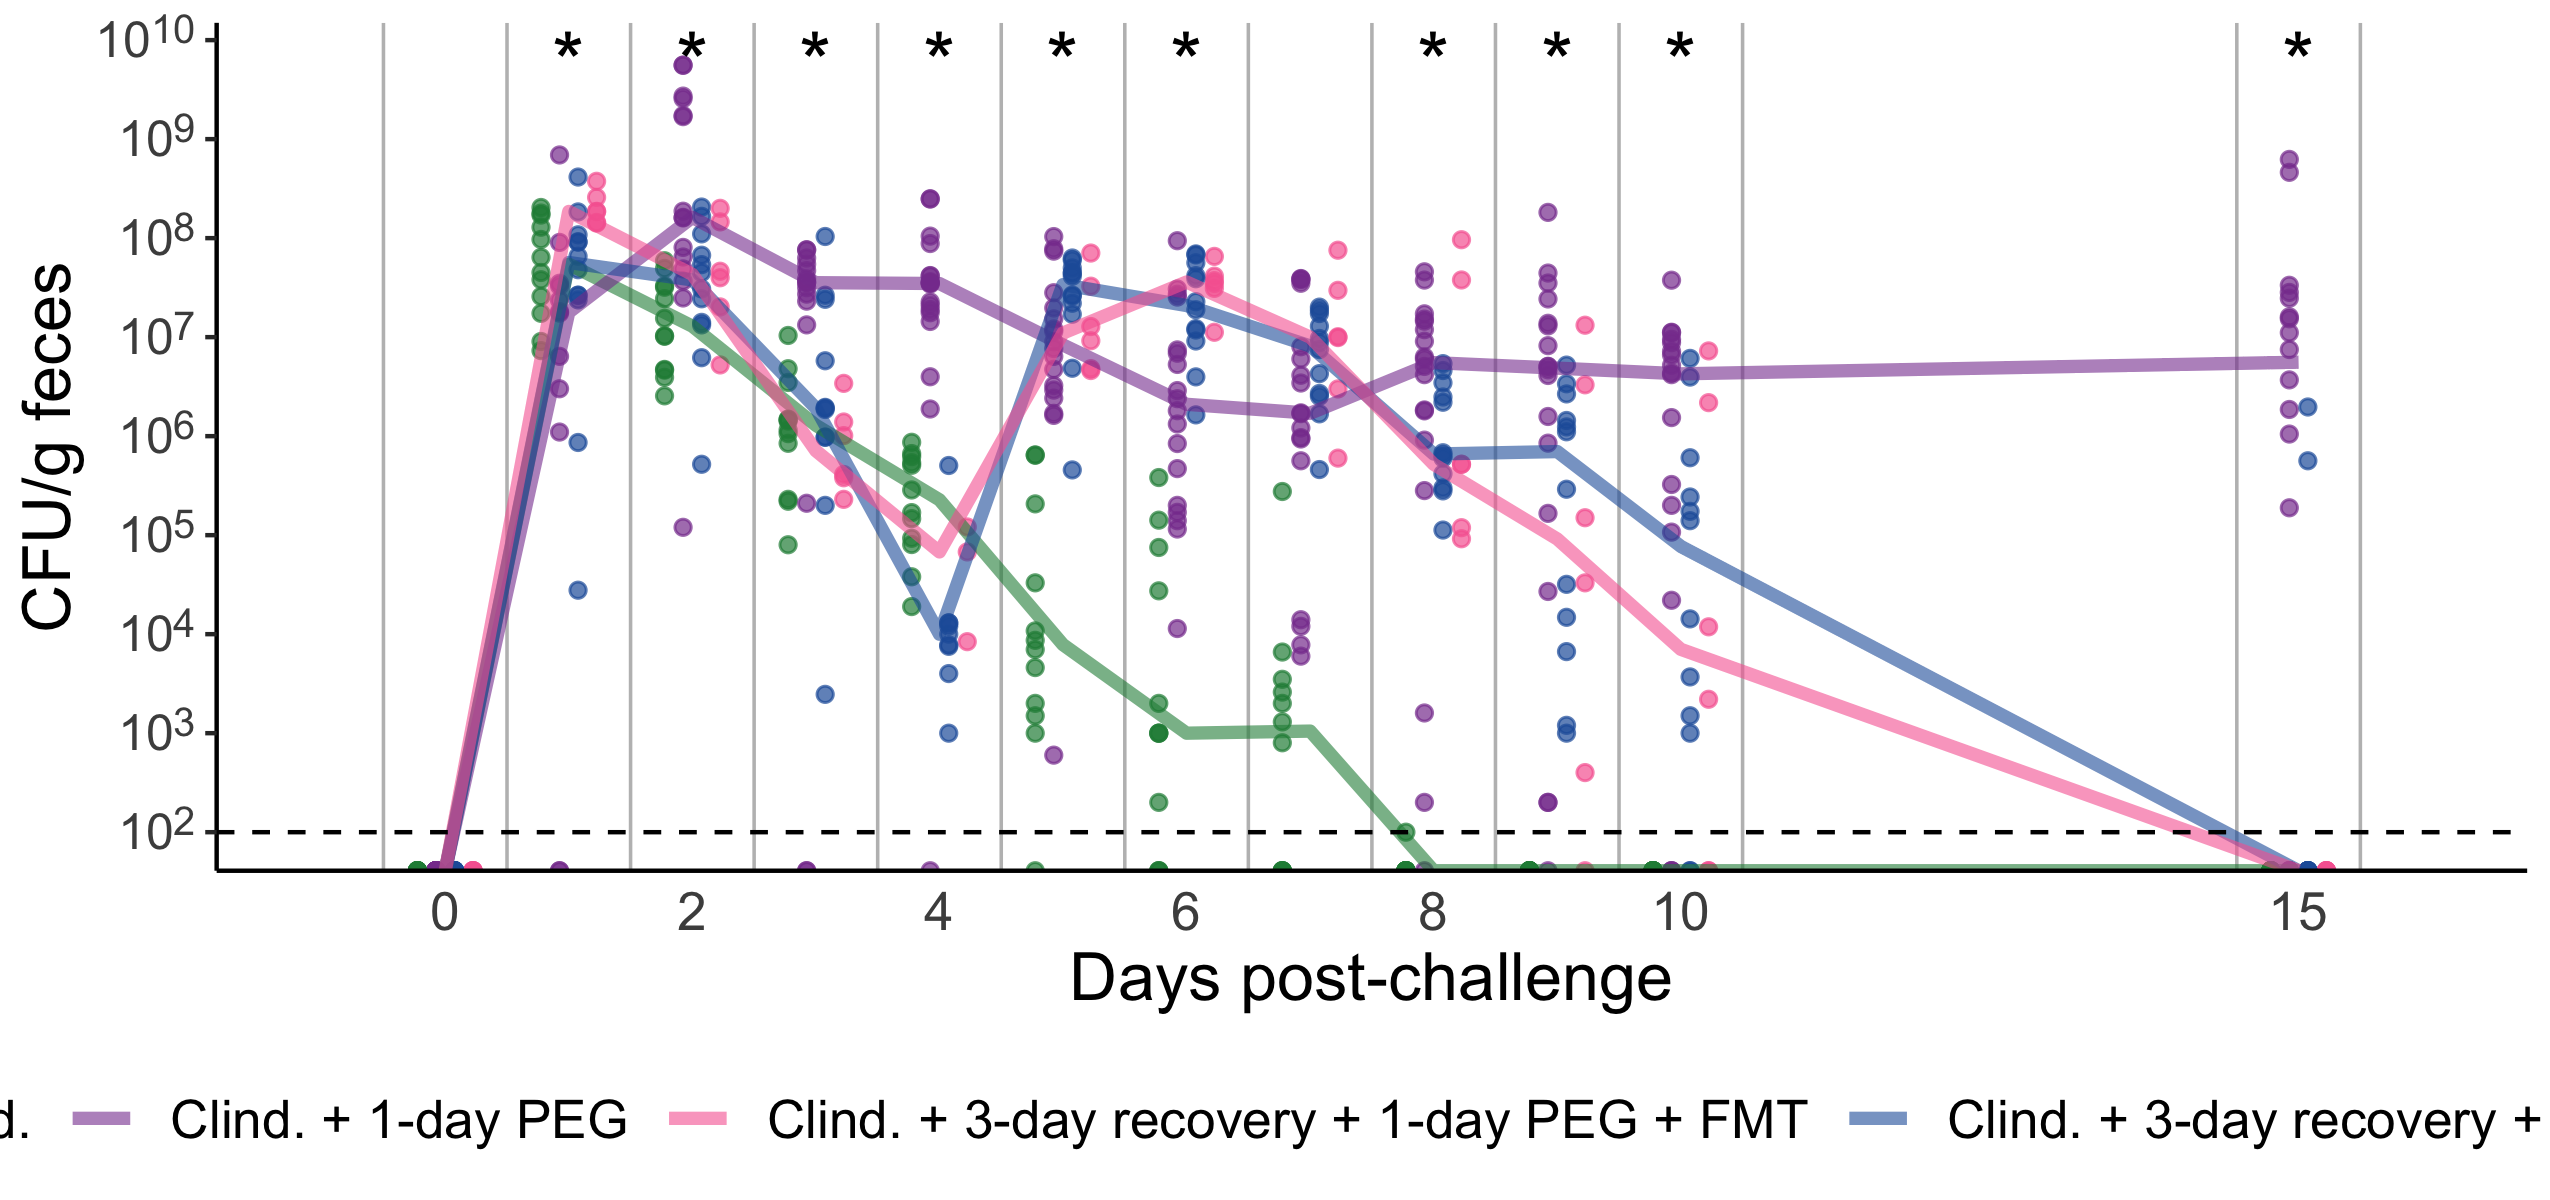 * * * * * * * * * *
10^10
10^9
10^8
10^7
10^6
10^5
10^4
10^3
10^2
CFU/g feces
0 2 4 6 8 10 15
Days post-challenge
d. Clind. + 1-day PEG Clind. + 3-day recovery + 1-day PEG + FMT Clind. + 3-day recovery +